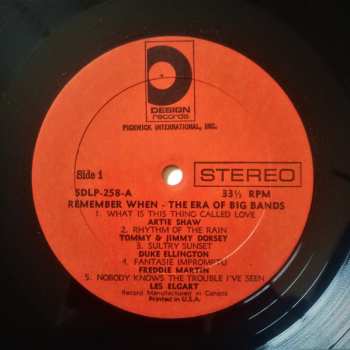 D
DESIGN
records
PICKWICK INTERNATIONAL, INC.
Side 1
STEREO
SDLP-258-A
33⅓ RPM
REMEMBER WHEN - THE ERA OF BIG BANDS
1. WHAT IS THIS THING CALLED LOVE
ARTIE SHAW
2. RHYTHM OF THE RAIN
TOMMY & JIMMY DORSEY
3. SULTRY SUNSET
DUKE ELLINGTON
4. FANTASIE IMPROMPTU
FREDDIE MARTIN
5. NOBODY KNOWS THE TROUBLE I'VE SEEN
LES ELGART
Record Manufactured in Canada
Printed in U.S.A.